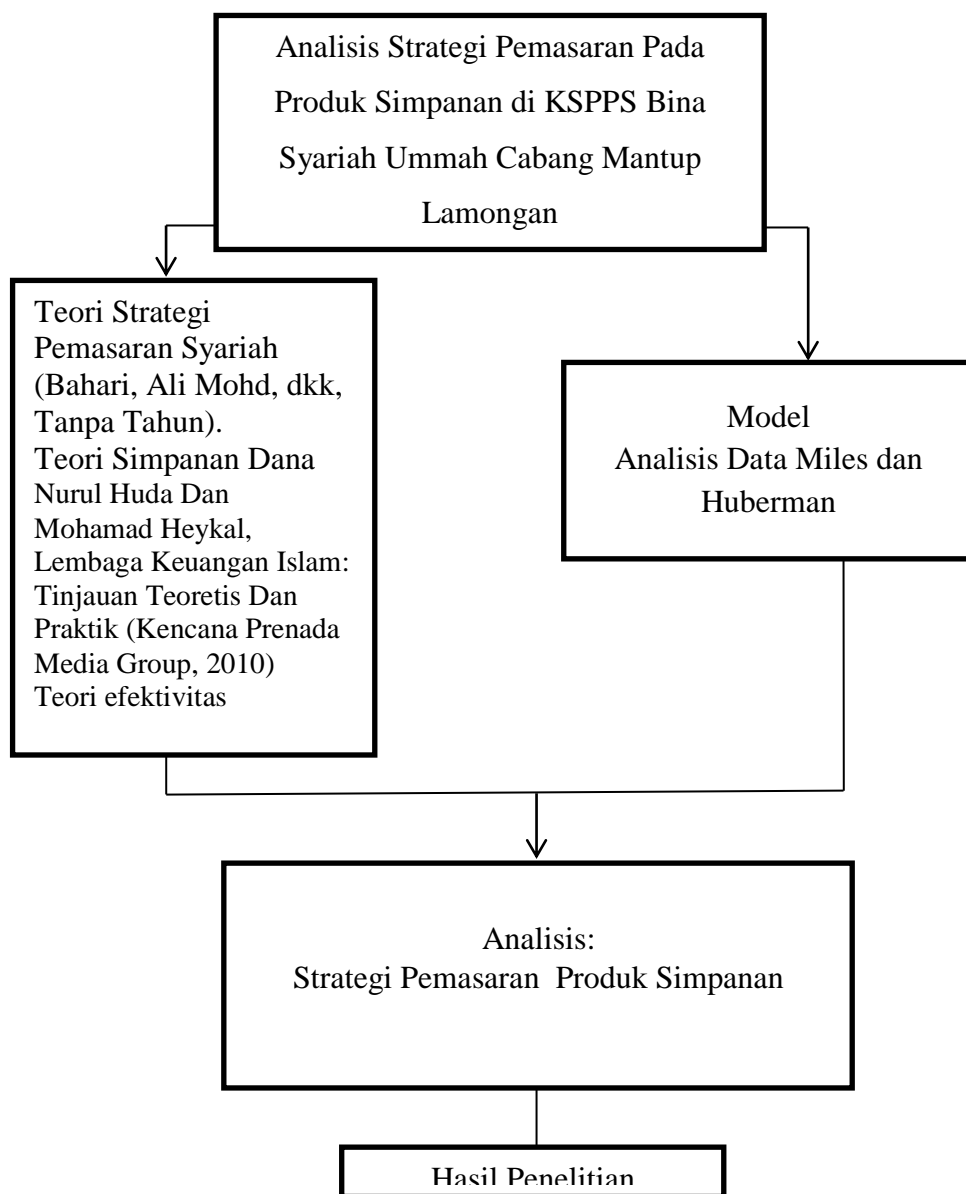 Analisis Strategi Pemasaran Pada
Produk Simpanan di KSPPS Bina
Syariah Ummah Cabang Mantup
Lamongan
Teori Strategi
Pemasaran Syariah
(Bahari, Ali Mohd, dkk,
Tanpa Tahun).
Teori Simpanan Dana
Nurul Huda Dan
Mohamad Heykal,
Lembaga Keuangan Islam:
Tinjauan Teoretis Dan
Praktik (Kencana Prenada
Media Group, 2010)
Teori efektivitas
Model
Analisis Data Miles dan
Huberman
Analisis:
Strategi Pemasaran Produk Simpanan
Hasil Penelitian